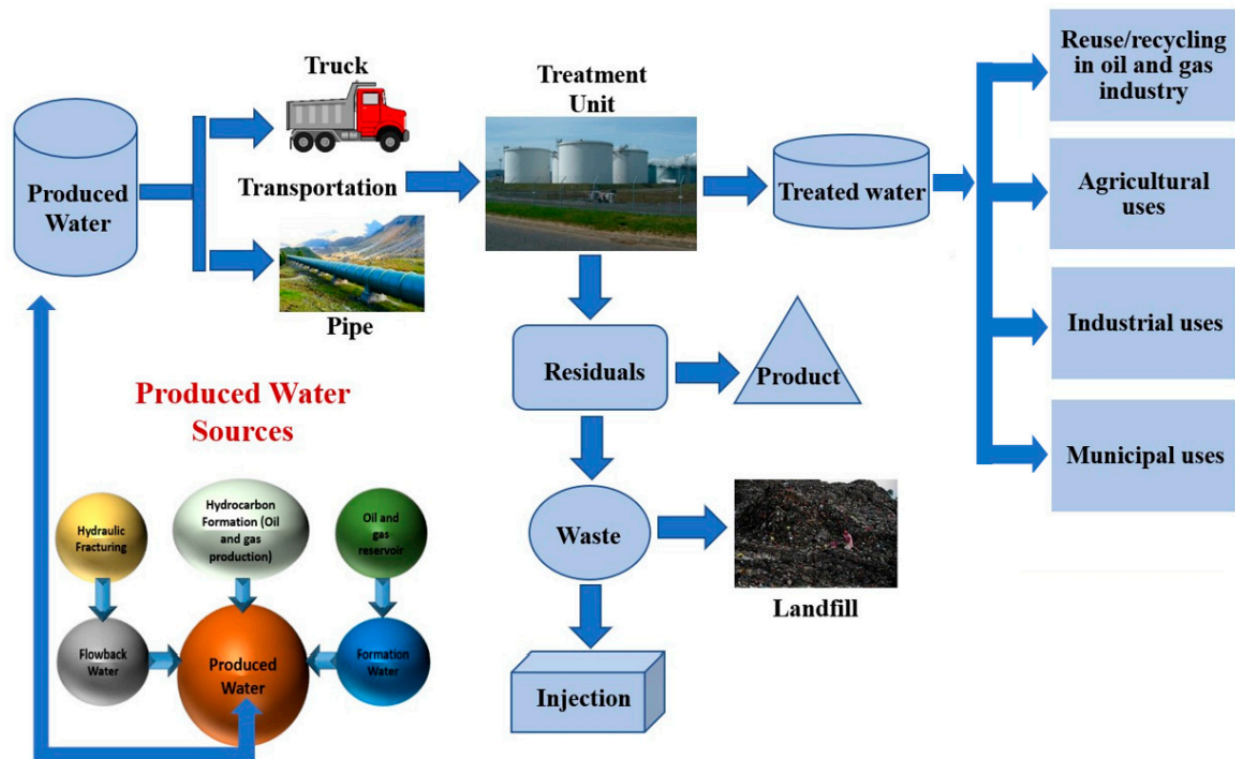 Produced
Water
Truck
Transportation
Pipe
Treatment
Unit
Treated water
Reuse/recycling
in oil and gas
industry
Agricultural
uses
Industrial uses
Municipal uses
Residuals
Product
Waste
Landfill
Injection
Produced Water
Sources
Hydraulic
Fracturing
Hydrocarbon
Formation (Oil
and gas
production)
Oil and
gas
reservoir
Flowback
Water
Produced
Water
Formation
Water